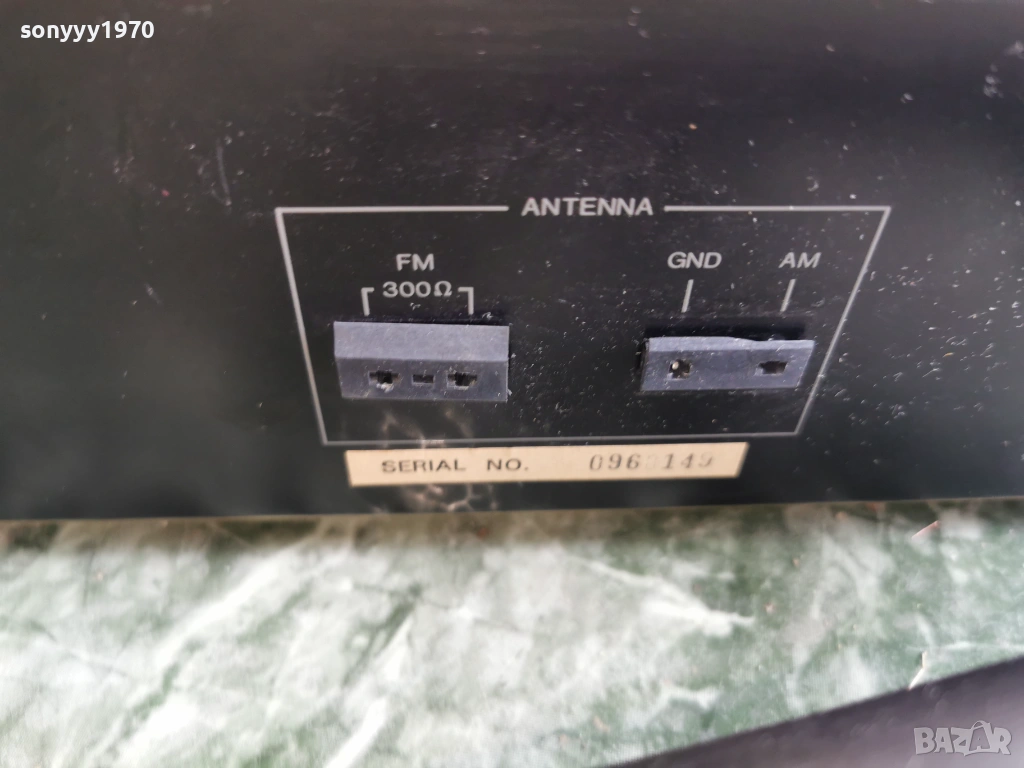 sonyyy1970
ANTENNA
FM
300Ω
GND AM
SERIAL NO.
BAZAR